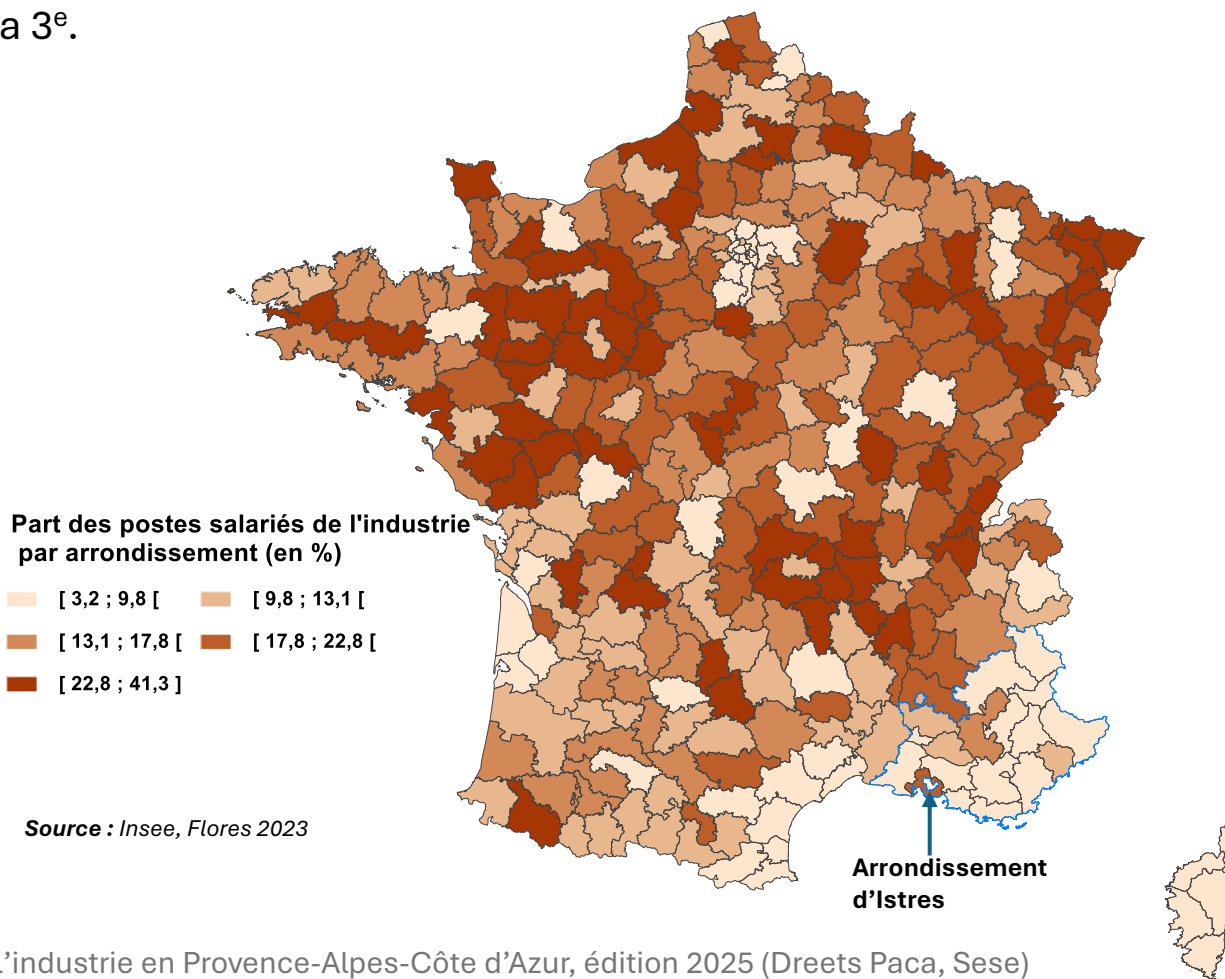 a 3ᵉ.
Part des postes salariés de l'industrie
par arrondissement (en %)
[ 3,2 ; 9,8 [
[ 9,8 ; 13,1 [
[ 13,1 ; 17,8 [
[ 17,8 ; 22,8 [
[ 22,8 ; 41,3 ]
Source : Insee, Flores 2023
Arrondissement
d’Istres
L’industrie en Provence-Alpes-Côte d’Azur, édition 2025 (Dreets Paca, Sese)